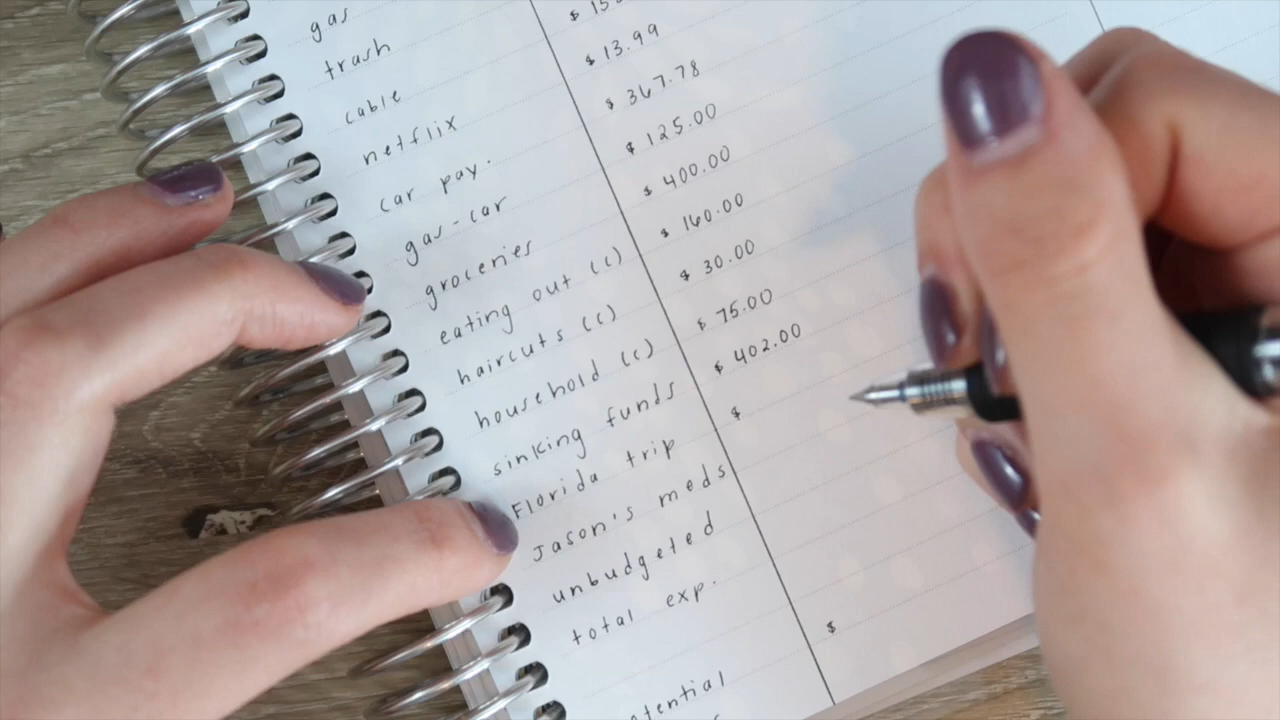 gas
trash
cable $ 15
netflix $ 13.99
car pay. $ 367.78
gas-car $ 125.00
groceries $ 400.00
eating out (c) $ 160.00
haircuts (c) $ 30.00
household (c) $ 75.00
sinking funds $ 402.00
Florida trip $
Jason's meds
unbudgeted
total exp.
tential $